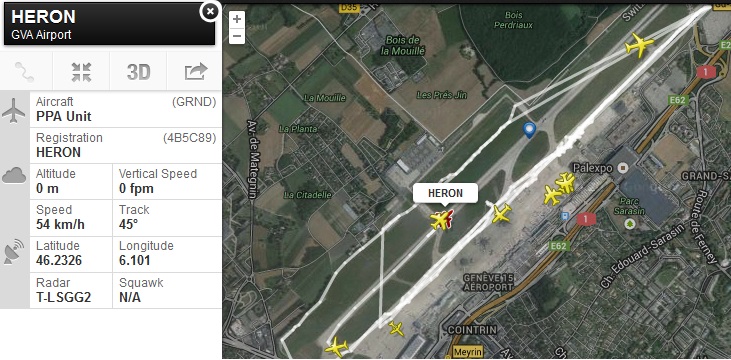 HERON
GVA Airport
3D
Aircraft (GRND)
PPA Unit
Registration (4B5C89)
HERON
Altitude Vertical Speed
0 m 0 fpm
Speed Track
54 km/h 45°
Latitude Longitude
46.2326 6.101
Radar Squawk
T-LSGG2 N/A
+
-
D35
Bois
Perdriaux
Bois de
la Mouille
La Mouille
Les Prés Jin
La Planta
La Citadelle
Av-de Mategnin
E62
1
Palexpo
GRAND-SA
Parc
Sarasin
Route de Ferney
HERON
1
E62
Ch-Edouard-Sarasin
GENÈVE 15
AÉROPORT
COINTRIN
Meyrin